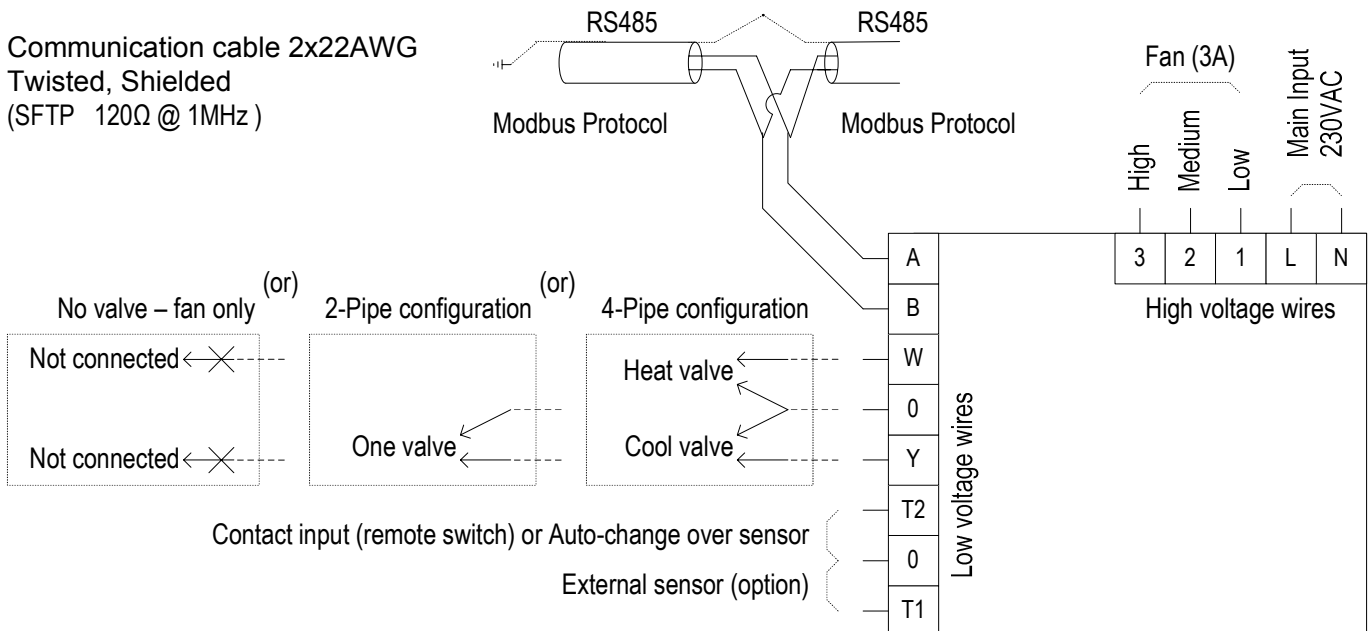 Communication cable 2x22AWG
Twisted, Shielded
(SFTP 120Ω @ 1MHz )
RS485
RS485
Modbus Protocol
Modbus Protocol
Fan (3A)
Main Input
230VAC
High
Medium
Low
3
2
1
L
N
High voltage wires
A
B
W
0
Y
T2
0
T1
Low voltage wires
No valve – fan only
(or)
2-Pipe configuration
(or)
4-Pipe configuration
Not connected
Not connected
One valve
Heat valve
Cool valve
Contact input (remote switch) or Auto-change over sensor
External sensor (option)